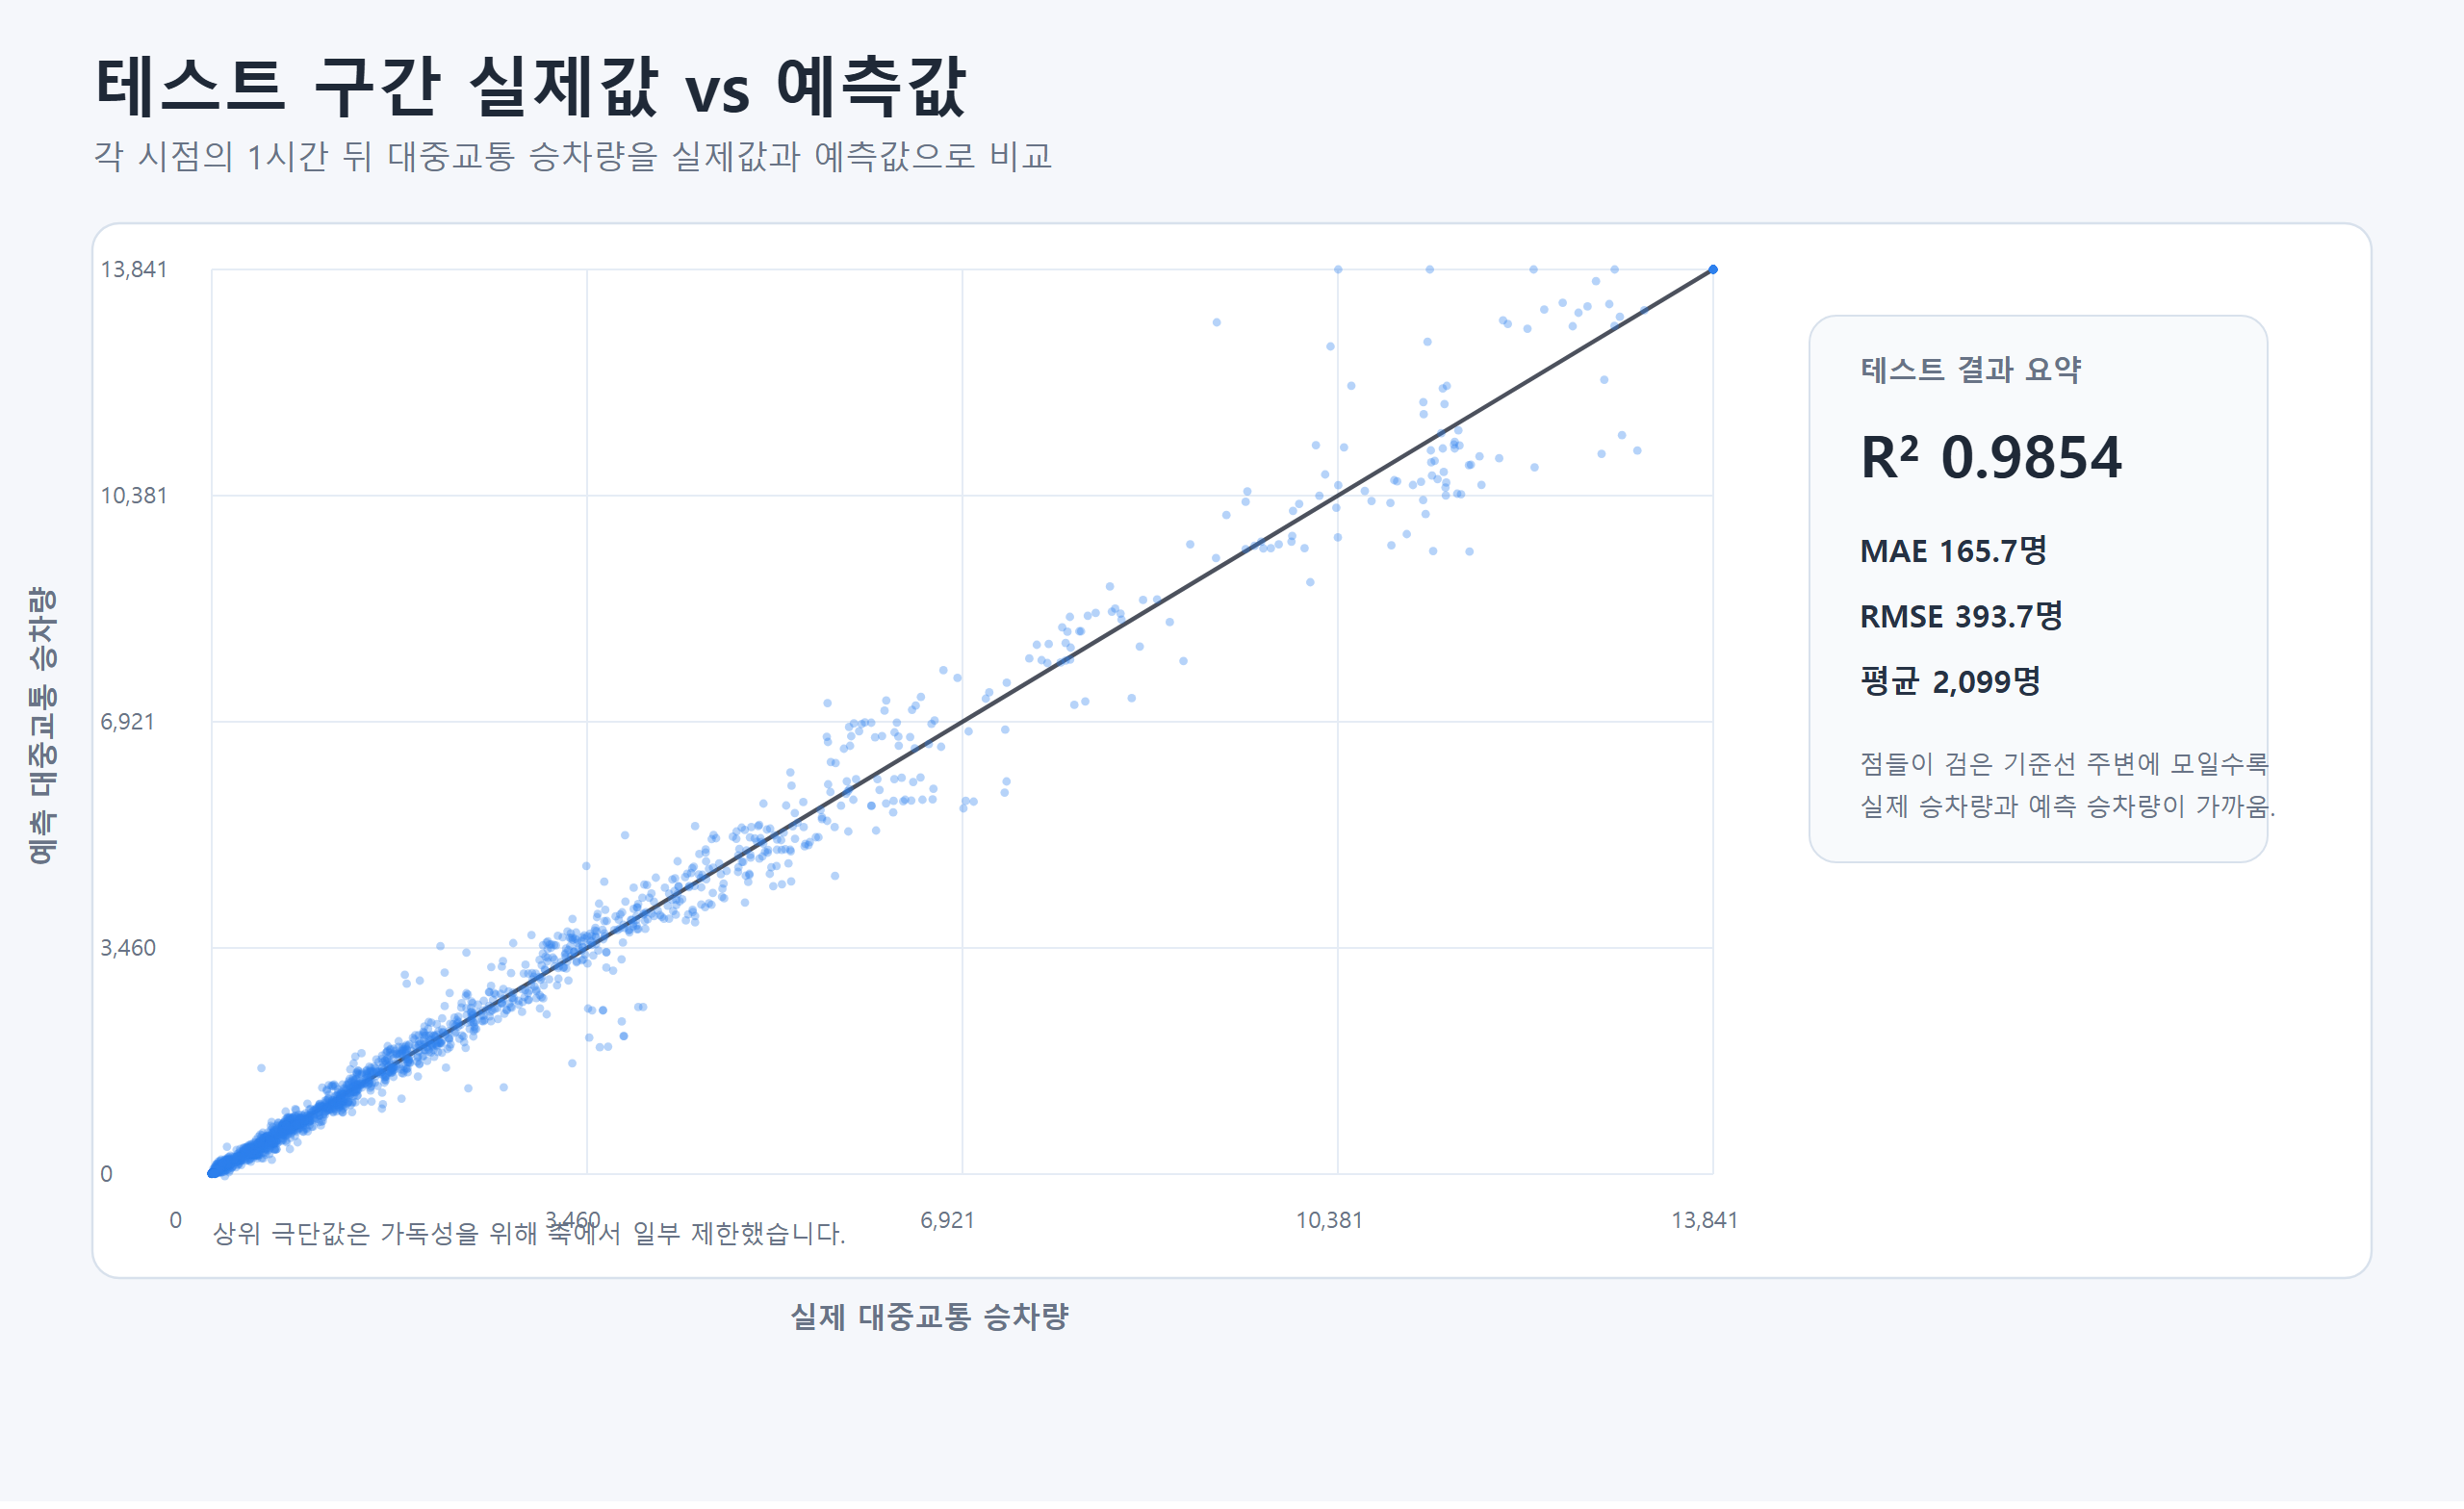 테스트 구간 실제값 vs 예측값
각 시점의 1시간 뒤 대중교통 승차량을 실제값과 예측값으로 비교
13,841
10,381
6,921
3,460
0
예측 대중교통 승차량
0
3,460
6,921
10,381
13,841
상위 극단값은 가독성을 위해 축에서 일부 제한했습니다.
실제 대중교통 승차량
테스트 결과 요약
R² 0.9854
MAE 165.7명
RMSE 393.7명
평균 2,099명
점들이 검은 기준선 주변에 모일수록
실제 승차량과 예측 승차량이 가까움.